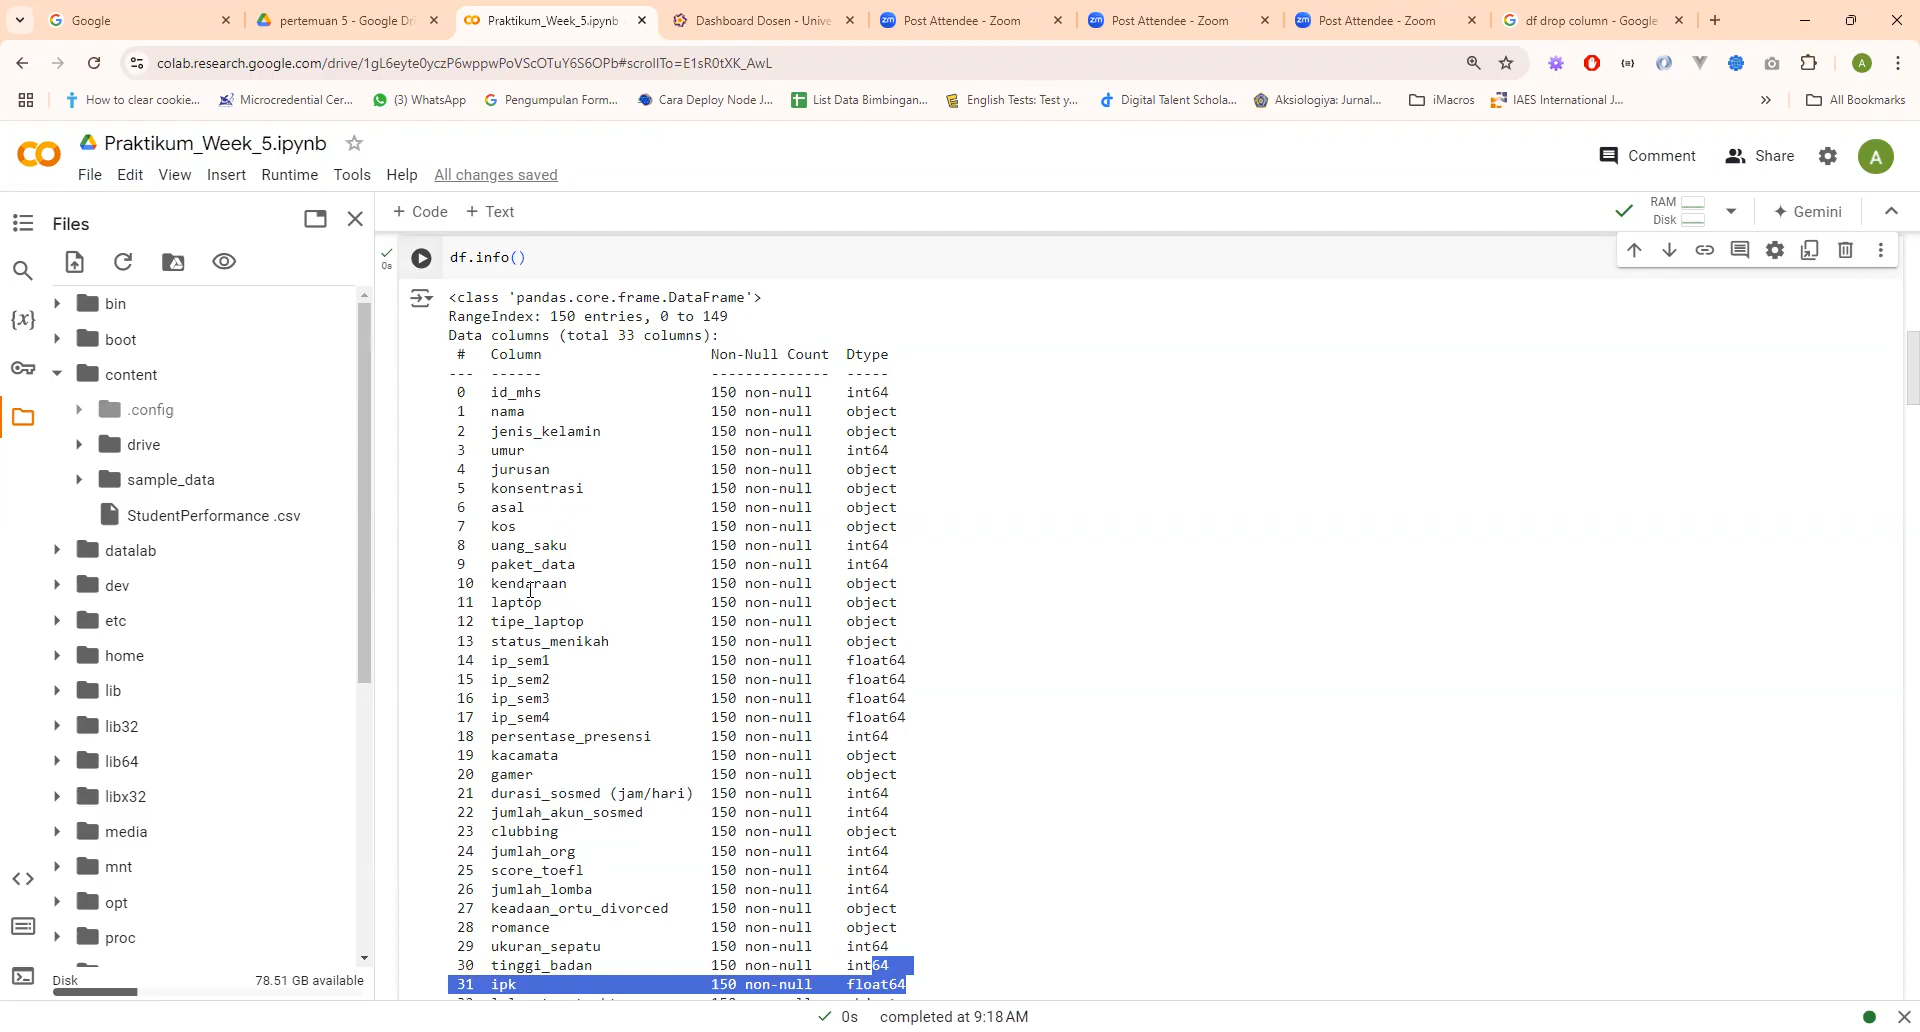 Google
pertemuan 5 - Google Dri
Praktikum_Week_5.ipynb
Dashboard Dosen - Unive
Post Attendee - Zoom
Post Attendee - Zoom
Post Attendee - Zoom
df drop column - Google
colab.research.google.com/drive/1gL6eyte0yczP6wppwPoVScOTuY6S6OPb#scrollTo=E1sR0tXK_AwL
A
How to clear cookie...
Microcredential Cer...
(3) WhatsApp
Pengumpulan Form...
Cara Deploy Node J...
List Data Bimbingan...
English Tests: Test y...
Digital Talent Schola...
Aksiologiya: Jurnal...
iMacros
IAES International J...
All Bookmarks
Praktikum_Week_5.ipynb
File Edit View Insert Runtime Tools Help All changes saved
Comment
Share
A
Files
+ Code + Text
RAM
Disk
Gemini
bin
boot
content
.config
drive
sample_data
StudentPerformance .csv
datalab
dev
etc
home
lib
lib32
lib64
libx32
media
mnt
opt
proc
Disk 78.51 GB available
0s
df.info()
<class 'pandas.core.frame.DataFrame'>
RangeIndex: 150 entries, 0 to 149
Data columns (total 33 columns):
# Column Non-Null Count Dtype
--- ------ -------------- -----
0 id_mhs 150 non-null int64
1 nama 150 non-null object
2 jenis_kelamin 150 non-null object
3 umur 150 non-null int64
4 jurusan 150 non-null object
5 konsentrasi 150 non-null object
6 asal 150 non-null object
7 kos 150 non-null object
8 uang_saku 150 non-null int64
9 paket_data 150 non-null int64
10 kendaraan 150 non-null object
11 laptop 150 non-null object
12 tipe_laptop 150 non-null object
13 status_menikah 150 non-null object
14 ip_sem1 150 non-null float64
15 ip_sem2 150 non-null float64
16 ip_sem3 150 non-null float64
17 ip_sem4 150 non-null float64
18 persentase_presensi 150 non-null int64
19 kacamata 150 non-null object
20 gamer 150 non-null object
21 durasi_sosmed (jam/hari) 150 non-null int64
22 jumlah_akun_sosmed 150 non-null int64
23 clubbing 150 non-null object
24 jumlah_org 150 non-null int64
25 score_toefl 150 non-null int64
26 jumlah_lomba 150 non-null int64
27 keadaan_ortu_divorced 150 non-null object
28 romance 150 non-null object
29 ukuran_sepatu 150 non-null int64
30 tinggi_badan 150 non-null int64
31 ipk 150 non-null float64
0s completed at 9:18 AM